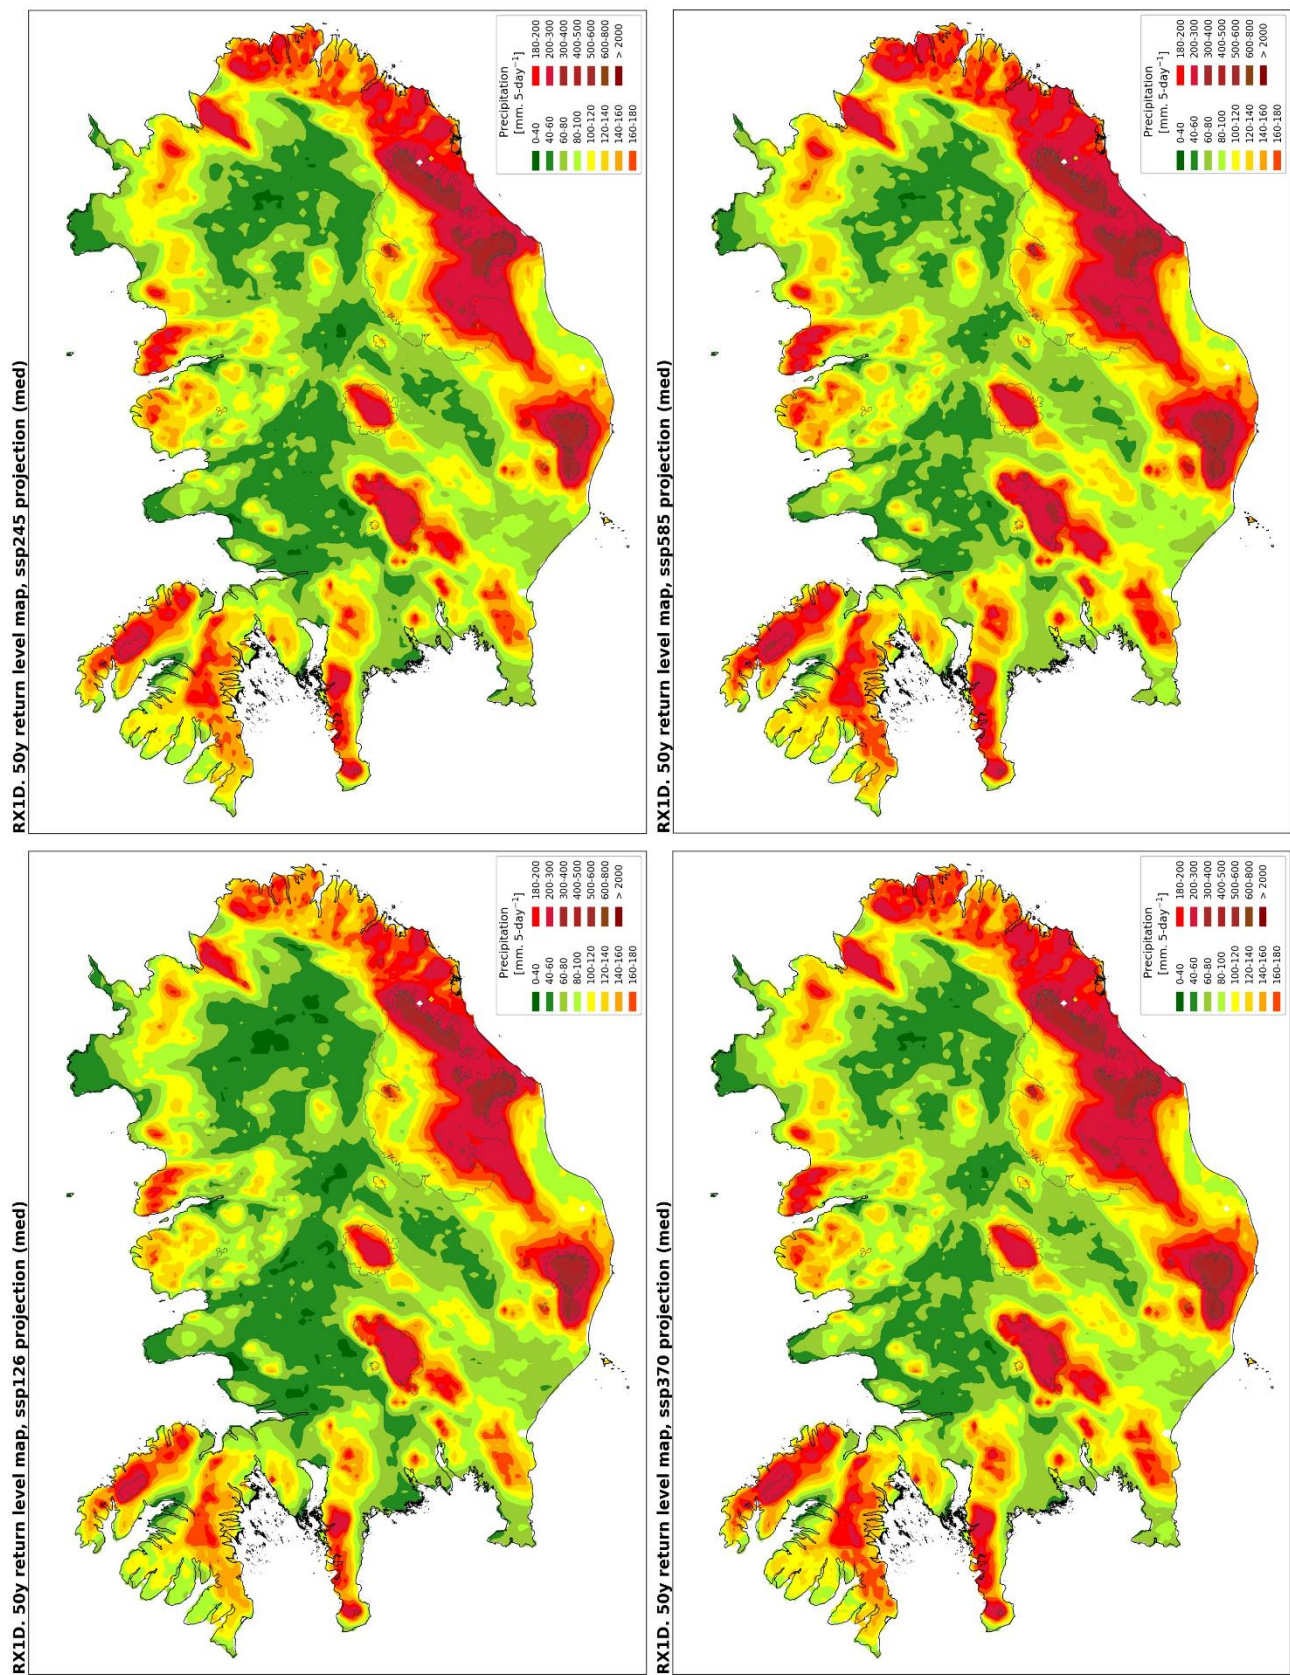 RX1D. 50y return level map, ssp126 projection (med)
Precipitation
[mm. 5-day⁻¹]
0-40 180-200
40-60 200-300
60-80 300-400
80-100 400-500
100-120 500-600
120-140 600-800
140-160 > 2000
160-180
RX1D. 50y return level map, ssp245 projection (med)
Precipitation
[mm. 5-day⁻¹]
0-40 180-200
40-60 200-300
60-80 300-400
80-100 400-500
100-120 500-600
120-140 600-800
140-160 > 2000
160-180
RX1D. 50y return level map, ssp370 projection (med)
Precipitation
[mm. 5-day⁻¹]
0-40 180-200
40-60 200-300
60-80 300-400
80-100 400-500
100-120 500-600
120-140 600-800
140-160 > 2000
160-180
RX1D. 50y return level map, ssp585 projection (med)
Precipitation
[mm. 5-day⁻¹]
0-40 180-200
40-60 200-300
60-80 300-400
80-100 400-500
100-120 500-600
120-140 600-800
140-160 > 2000
160-180